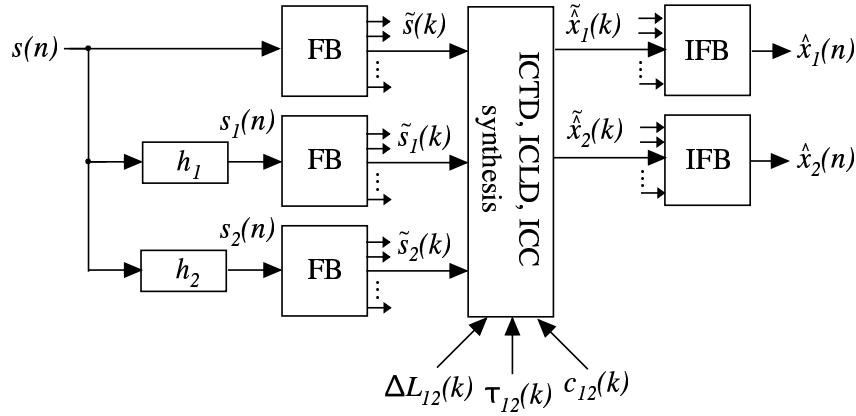 s(n)
FB
s̃(k)
h₁
s₁(n)
FB
s̃₁(k)
h₂
s₂(n)
FB
s̃₂(k)
ICTD, ICLD, ICC
synthesis
ΔL₁₂(k)
τ₁₂(k)
c₁₂(k)
x̂̃₁(k)
IFB
x̂₁(n)
x̂̃₂(k)
IFB
x̂₂(n)